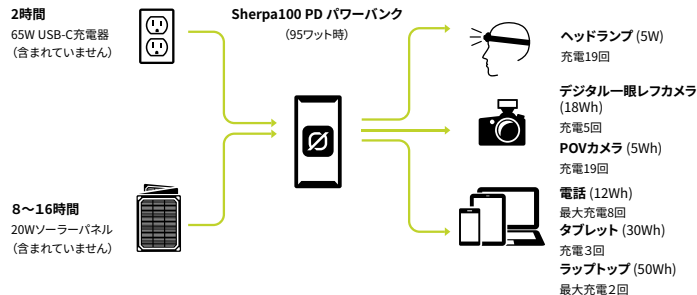 2時間
65W USB-C充電器
（含まれていません）
Sherpa100 PD パワーバンク
（95ワット時）
8〜16時間
20Wソーラーパネル
（含まれていません）
ヘッドランプ (5W)
充電19回
デジタル一眼レフカメラ
(18Wh)
充電5回
POVカメラ (5Wh)
充電19回
電話 (12Wh)
最大充電8回
タブレット (30Wh)
充電３回
ラップトップ (50Wh)
最大充電２回